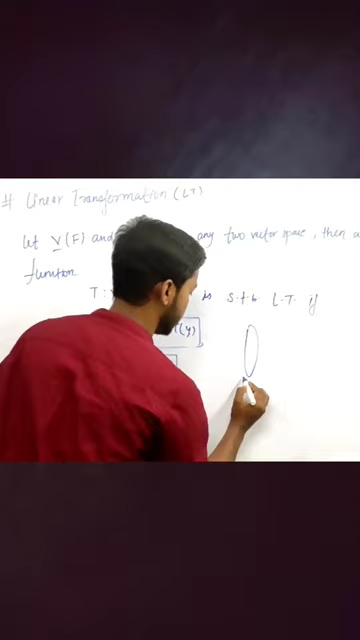 # Linear Transformation (LT)
Let V(F) and any two vector space, then a
function
T: is s.t.b. L.T. if
T(y)